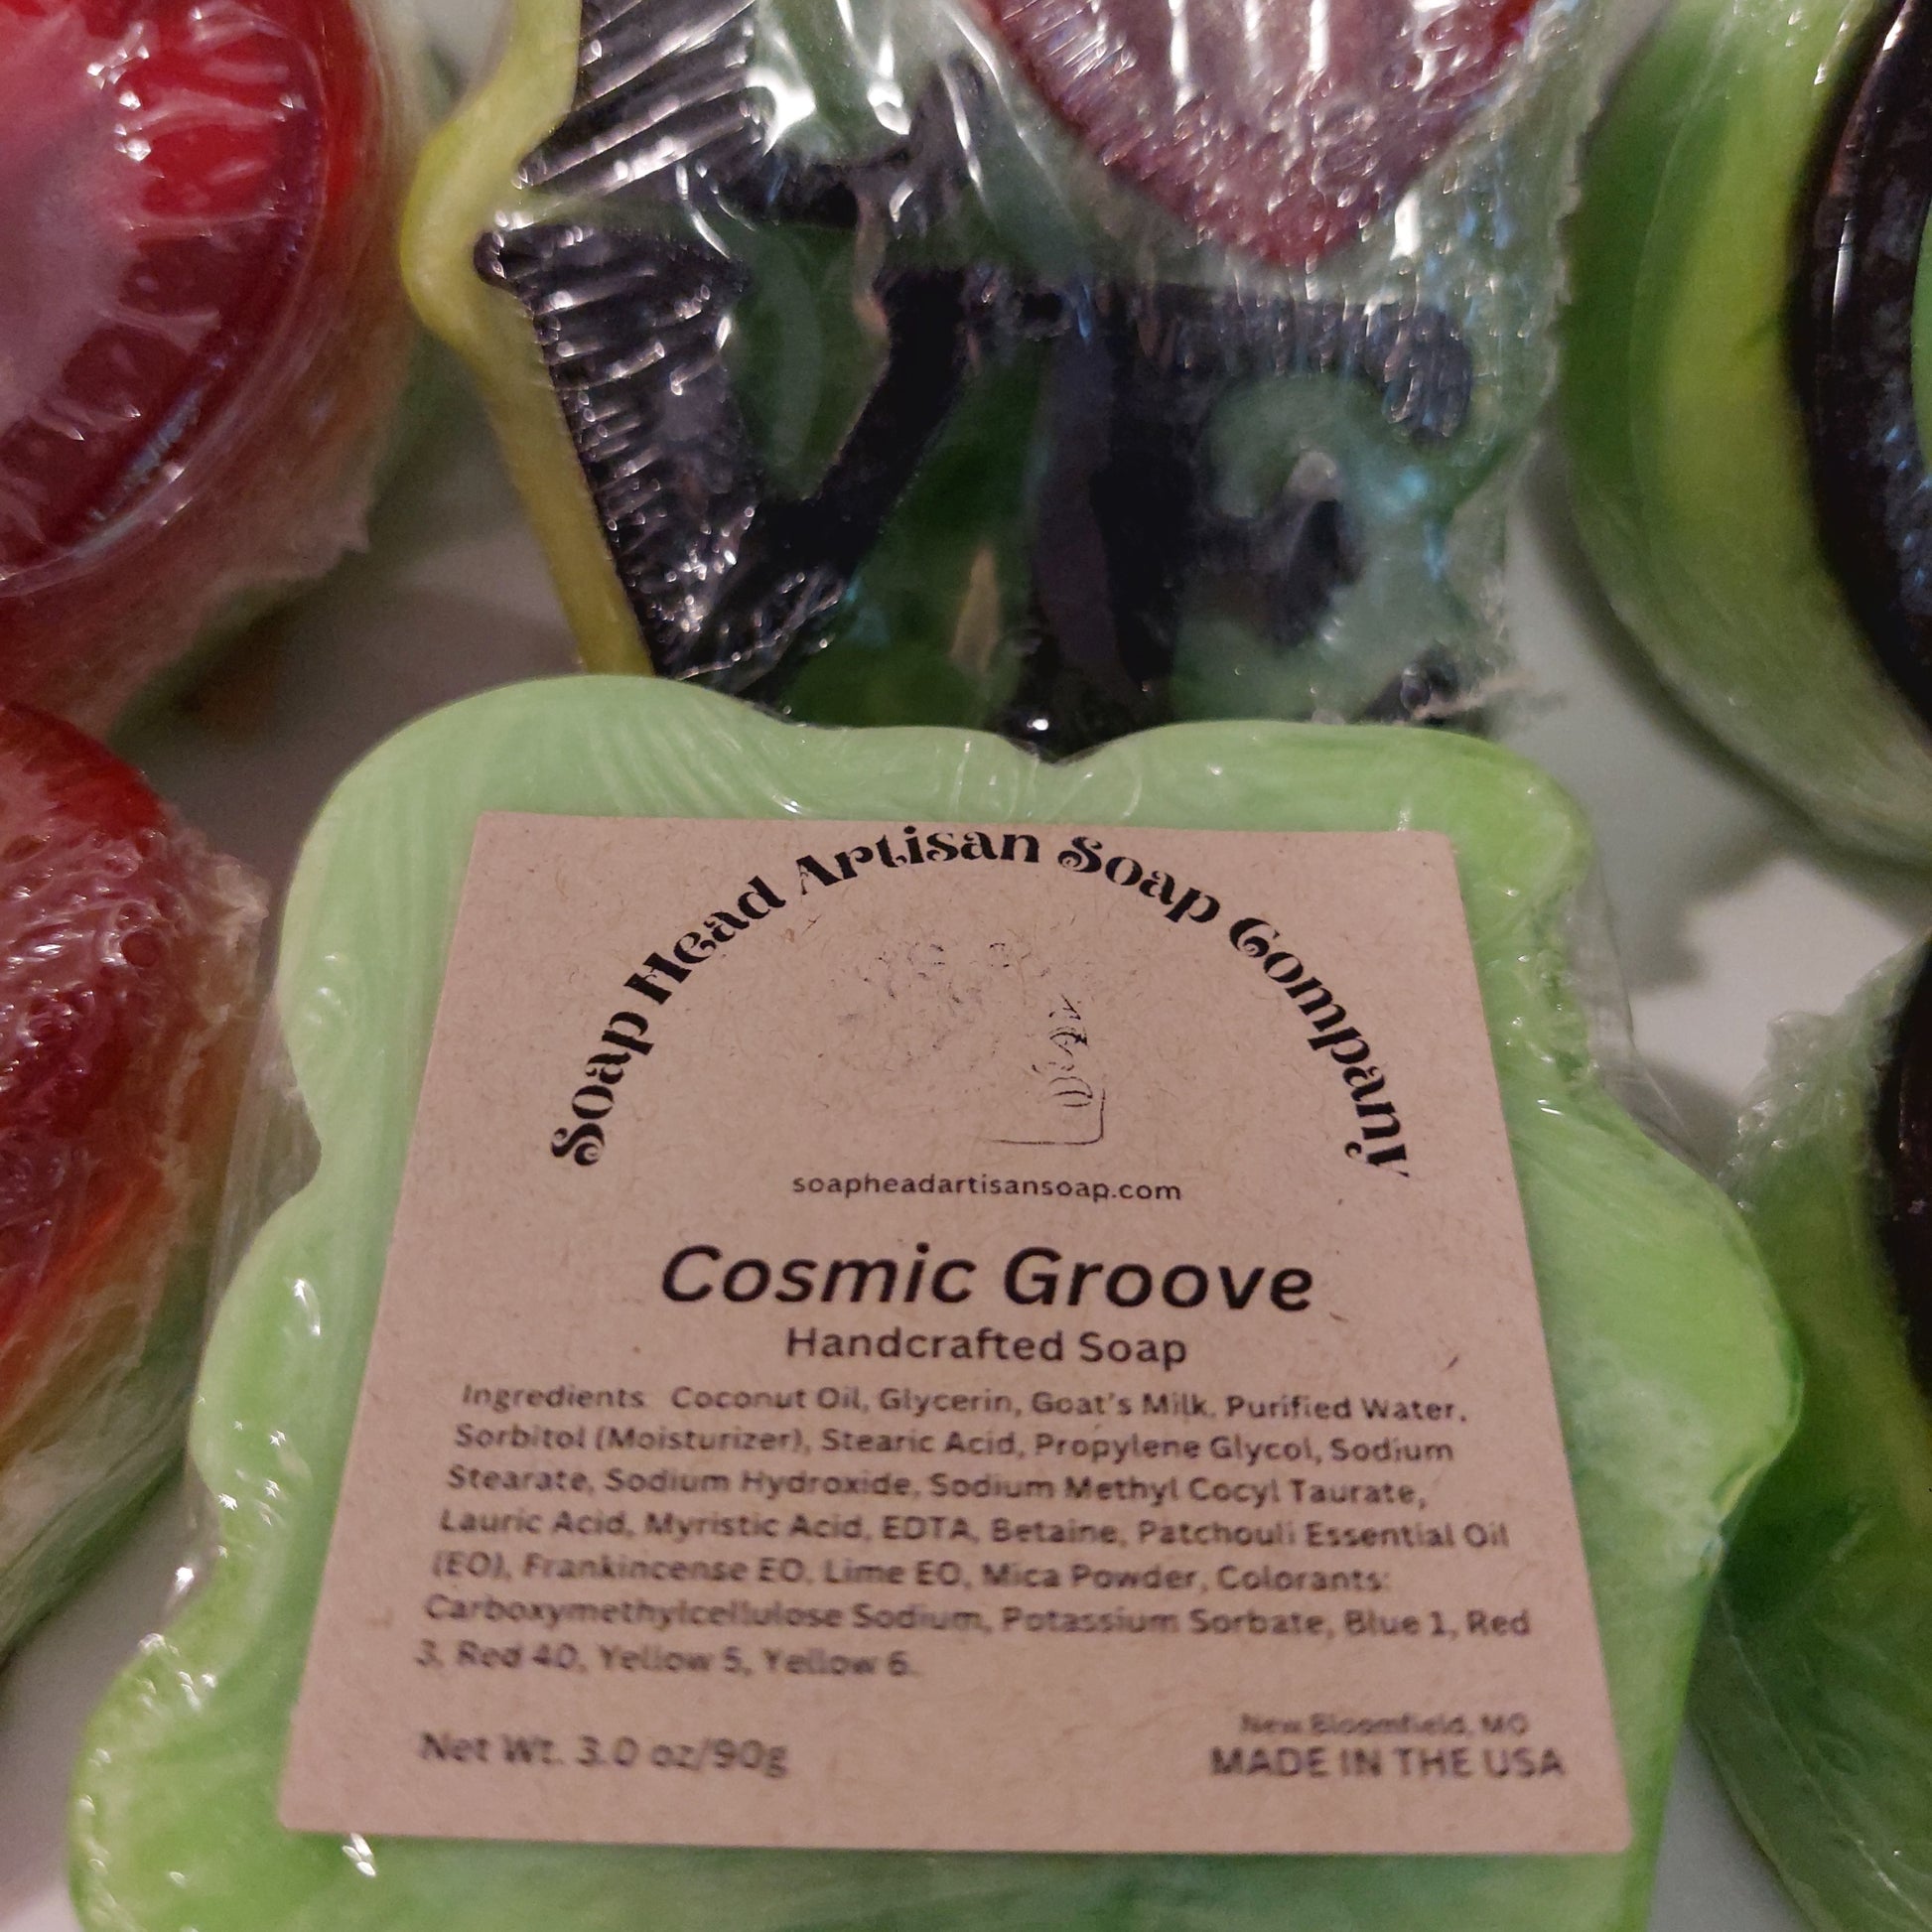 Soap Head Artisan Soap Company
soapheadartisansoap.com
Cosmic Groove
Handcrafted Soap
Ingredients: Coconut Oil, Glycerin, Goat's Milk, Purified Water,
Sorbitol (Moisturizer), Stearic Acid, Propylene Glycol, Sodium
Stearate, Sodium Hydroxide, Sodium Methyl Cocyl Taurate,
Lauric Acid, Myristic Acid, EDTA, Betaine, Patchouli Essential Oil
(EO), Frankincense EO, Lime EO, Mica Powder, Colorants:
Carboxymethylcellulose Sodium, Potassium Sorbate, Blue 1, Red
3, Red 40, Yellow 5, Yellow 6.
Net Wt. 3.0 oz/90g
New Bloomfield, MO
MADE IN THE USA